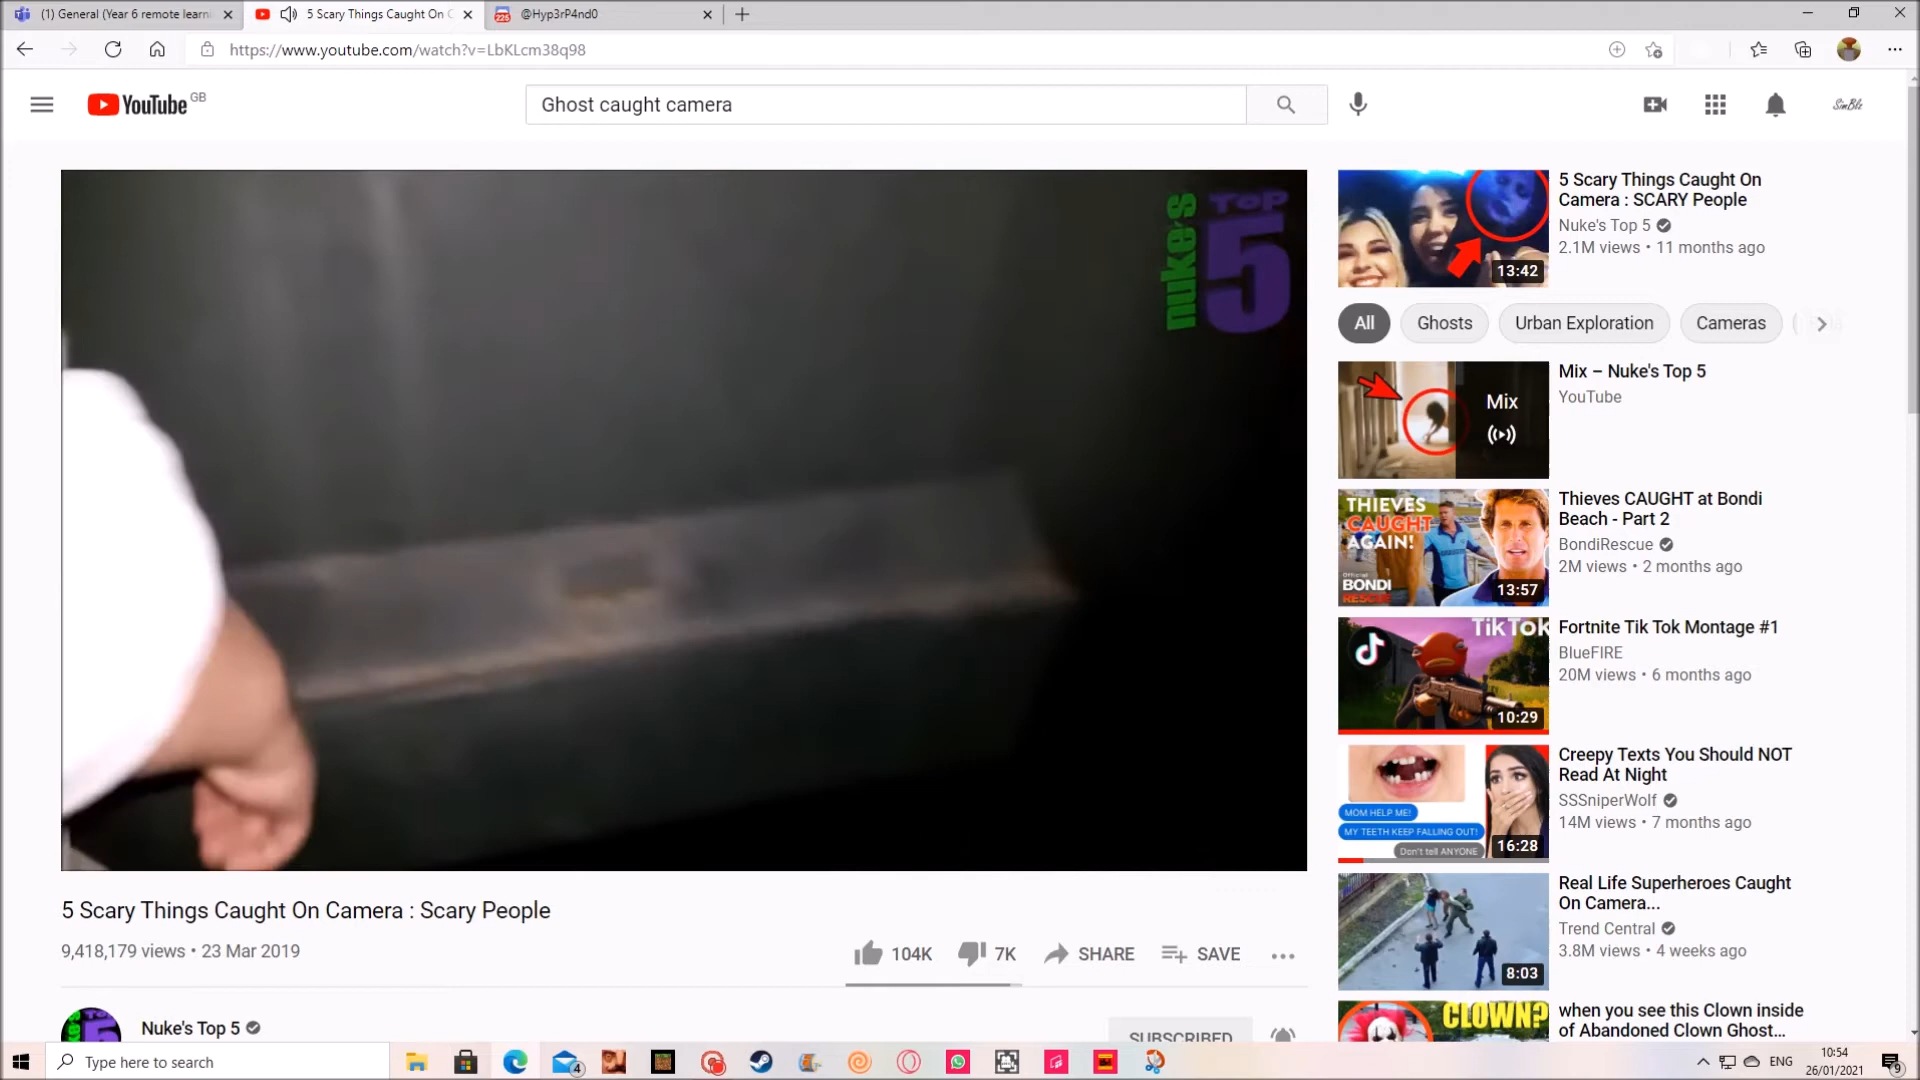 (1) General (Year 6 remote learni
5 Scary Things Caught On C
@Hyp3rP4nd0
https://www.youtube.com/watch?v=LbKLcm38q98
YouTube GB
Ghost caught camera
SimBlz
nuke's TOP 5
5 Scary Things Caught On
Camera : SCARY People
Nuke's Top 5
2.1M views • 11 months ago
13:42
All
Ghosts
Urban Exploration
Cameras
Mix
Mix – Nuke's Top 5
YouTube
THIEVES
CAUGHT
AGAIN!
Official
BONDI
RESCUE
13:57
Thieves CAUGHT at Bondi
Beach - Part 2
BondiRescue
2M views • 2 months ago
TikTok
10:29
Fortnite Tik Tok Montage #1
BlueFIRE
20M views • 6 months ago
MOM HELP ME!
MY TEETH KEEP FALLING OUT!
Don't tell ANYONE
16:28
Creepy Texts You Should NOT
Read At Night
SSSniperWolf
14M views • 7 months ago
8:03
Real Life Superheroes Caught
On Camera...
Trend Central
3.8M views • 4 weeks ago
CLOWN?
when you see this Clown inside
of Abandoned Clown Ghost...
5 Scary Things Caught On Camera : Scary People
9,418,179 views • 23 Mar 2019
104K
7K
SHARE
SAVE
Nuke's Top 5
SUBSCRIBED
Type here to search
4
ENG
10:54
26/01/2021
9